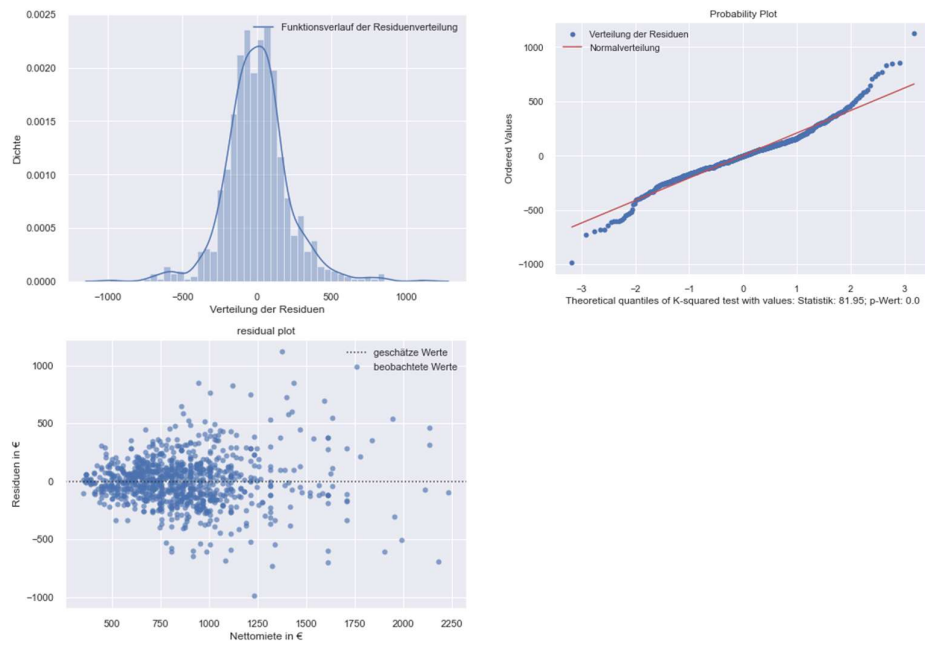 0.0025
Funktionsverlauf der Residuenverteilung
0.0020
0.0015
Dichte
0.0010
0.0005
0.0000
−1000 −500 0 500 1000
Verteilung der Residuen
Probability Plot
Verteilung der Residuen
Normalverteilung
1000
500
Ordered Values
0
−500
−1000
−3 −2 −1 0 1 2 3
Theoretical quantiles of K-squared test with values: Statistik: 81.95; p-Wert: 0.0
residual plot
geschätze Werte
beobachtete Werte
1000
500
Residuen in €
0
−500
−1000
500 750 1000 1250 1500 1750 2000 2250
Nettomiete in €